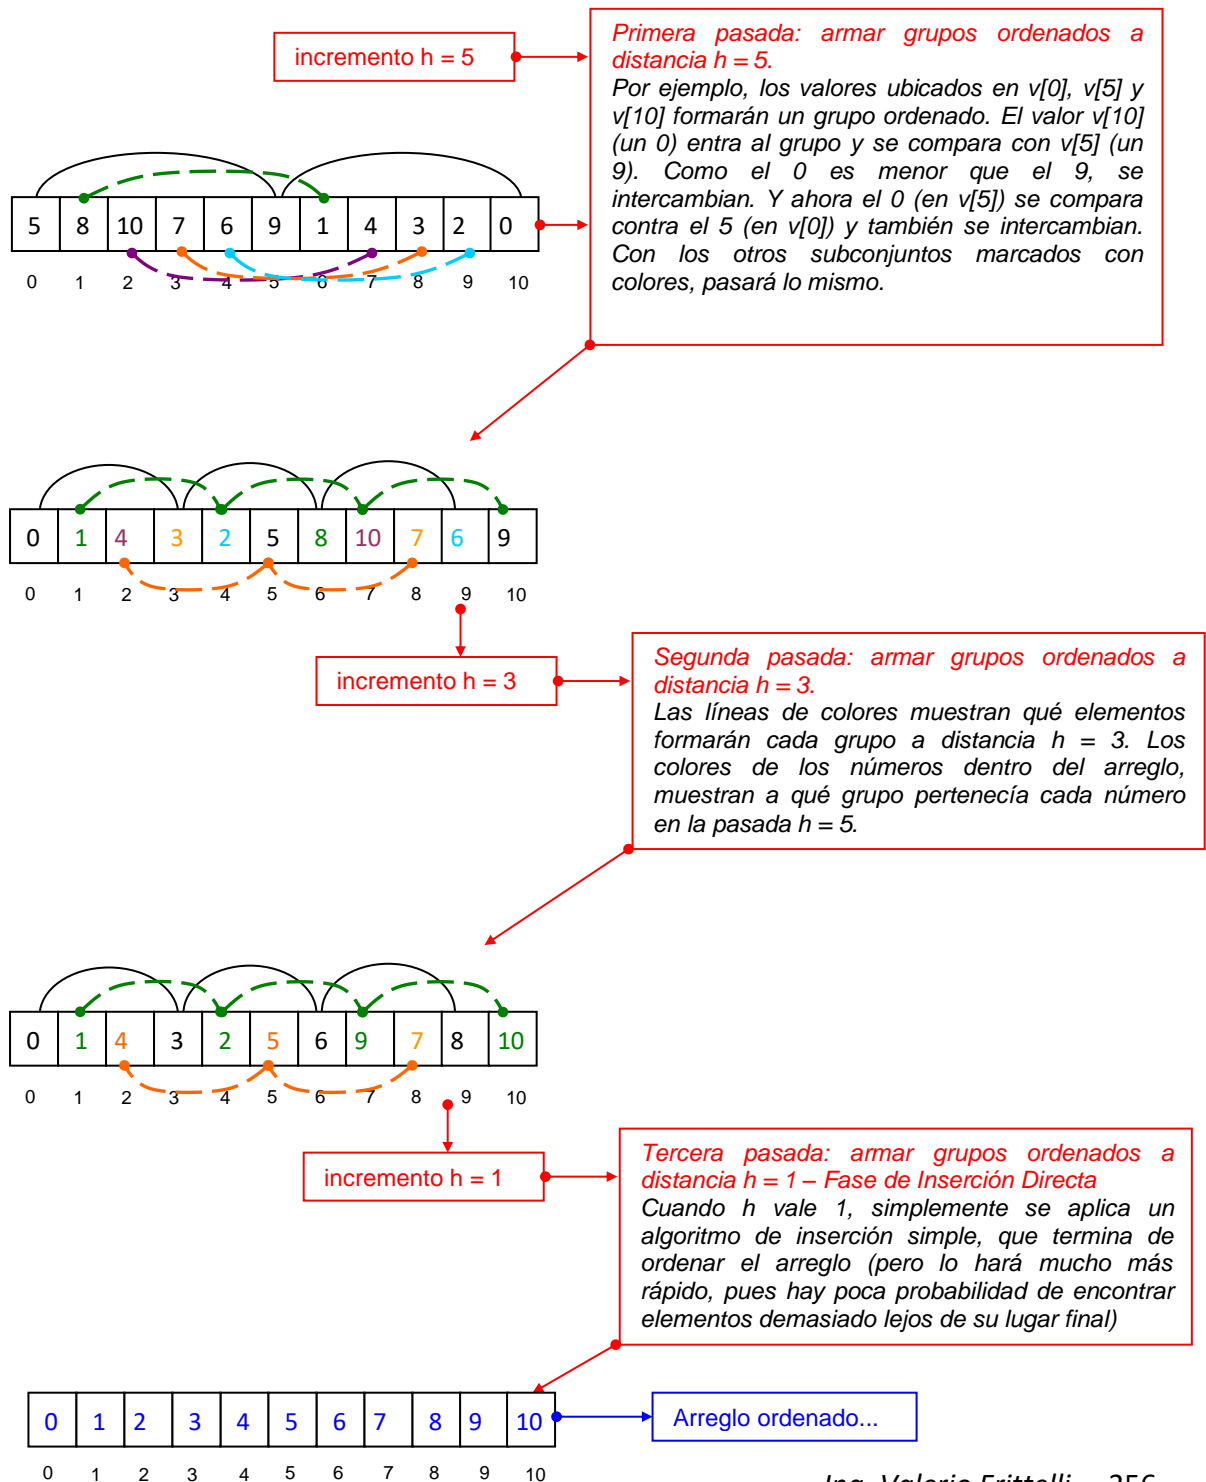 incremento h = 5
Primera pasada: armar grupos ordenados a
distancia h = 5.
Por ejemplo, los valores ubicados en v[0], v[5] y
v[10] formarán un grupo ordenado. El valor v[10]
(un 0) entra al grupo y se compara con v[5] (un
9). Como el 0 es menor que el 9, se
intercambian. Y ahora el 0 (en v[5]) se compara
contra el 5 (en v[0]) y también se intercambian.
Con los otros subconjuntos marcados con
colores, pasará lo mismo.
5 8 10 7 6 9 1 4 3 2 0
0 1 2 3 4 5 6 7 8 9 10
0 1 4 3 2 5 8 10 7 6 9
0 1 2 3 4 5 6 7 8 9 10
incremento h = 3
Segunda pasada: armar grupos ordenados a
distancia h = 3.
Las líneas de colores muestran qué elementos
formarán cada grupo a distancia h = 3. Los
colores de los números dentro del arreglo,
muestran a qué grupo pertenecía cada número
en la pasada h = 5.
0 1 4 3 2 5 6 9 7 8 10
0 1 2 3 4 5 6 7 8 9 10
incremento h = 1
Tercera pasada: armar grupos ordenados a
distancia h = 1 – Fase de Inserción Directa
Cuando h vale 1, simplemente se aplica un
algoritmo de inserción simple, que termina de
ordenar el arreglo (pero lo hará mucho más
rápido, pues hay poca probabilidad de encontrar
elementos demasiado lejos de su lugar final)
0 1 2 3 4 5 6 7 8 9 10
Arreglo ordenado...
0 1 2 3 4 5 6 7 8 9 10
Ing. Valerio Frittelli - 356